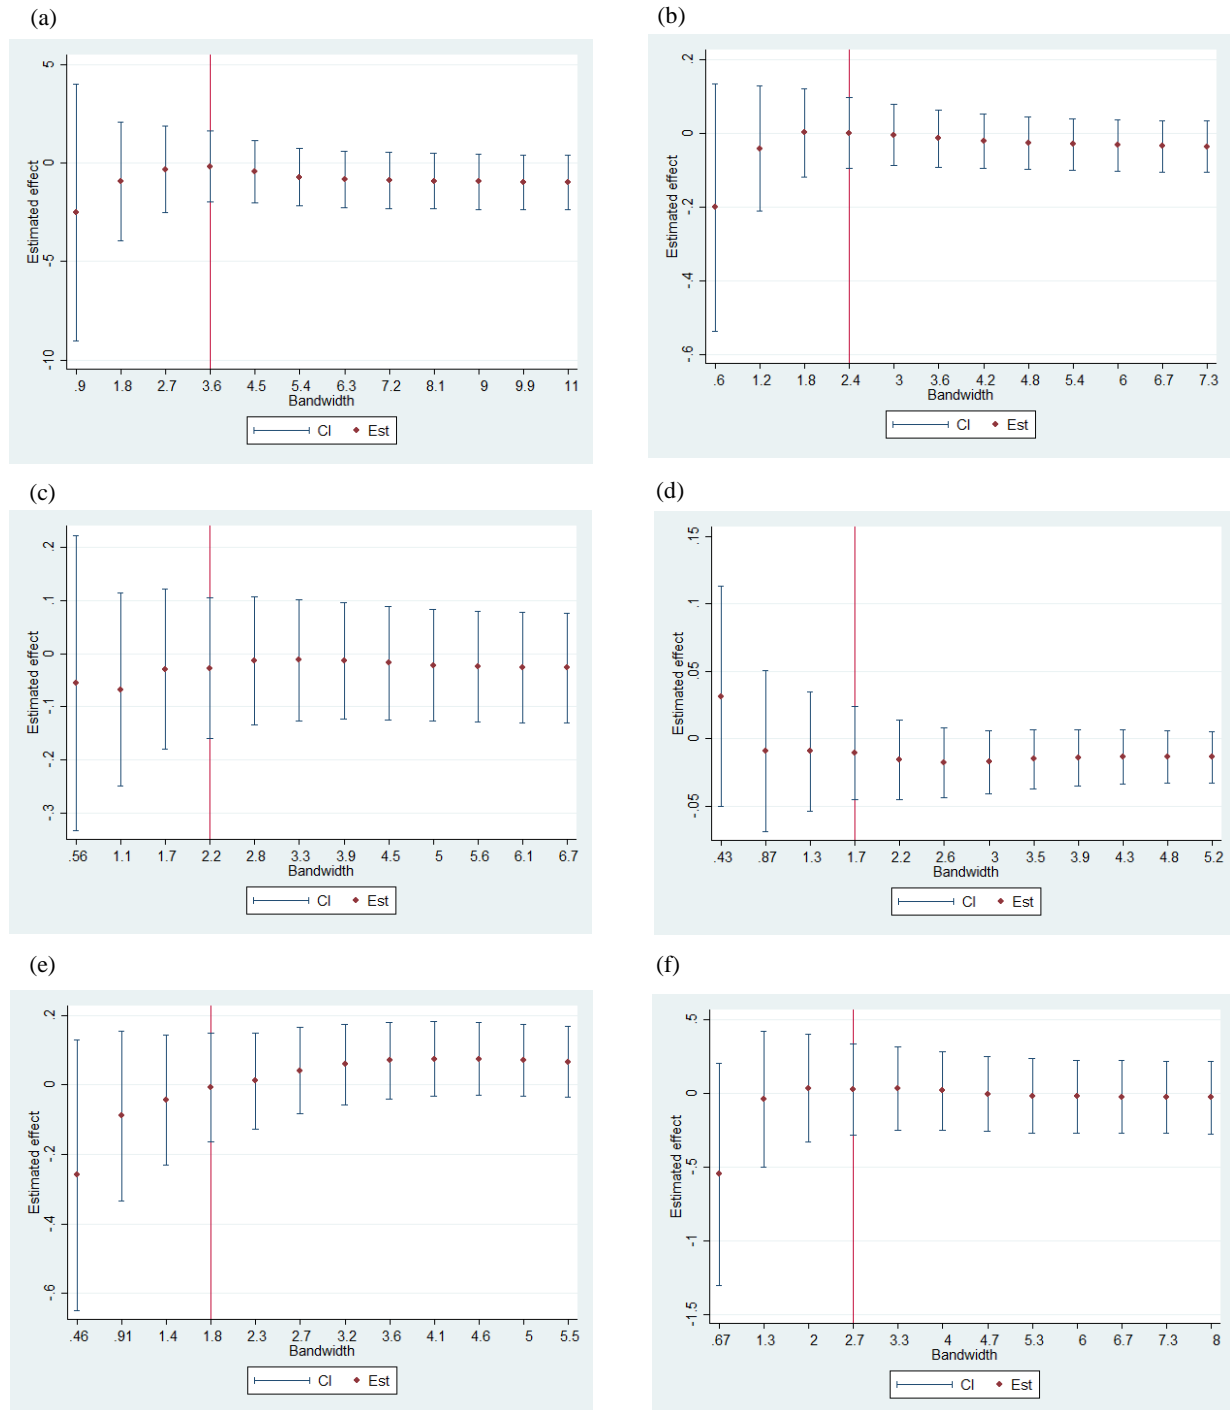 (a)
Estimated effect
5
0
-5
-10
.9 1.8 2.7 3.6 4.5 5.4 6.3 7.2 8.1 9 9.9 11
Bandwidth
CI Est
(b)
Estimated effect
.2
0
-.2
-.4
-.6
.6 1.2 1.8 2.4 3 3.6 4.2 4.8 5.4 6 6.7 7.3
Bandwidth
CI Est
(c)
Estimated effect
.2
.1
0
-.1
-.2
-.3
.56 1.1 1.7 2.2 2.8 3.3 3.9 4.5 5 5.6 6.1 6.7
Bandwidth
CI Est
(d)
Estimated effect
.15
.1
.05
0
-.05
.43 .87 1.3 1.7 2.2 2.6 3 3.5 3.9 4.3 4.8 5.2
Bandwidth
CI Est
(e)
Estimated effect
.2
0
-.2
-.4
-.6
.46 .91 1.4 1.8 2.3 2.7 3.2 3.6 4.1 4.6 5 5.5
Bandwidth
CI Est
(f)
Estimated effect
.5
0
-.5
-1
-1.5
.67 1.3 2 2.7 3.3 4 4.7 5.3 6 6.7 7.3 8
Bandwidth
CI Est